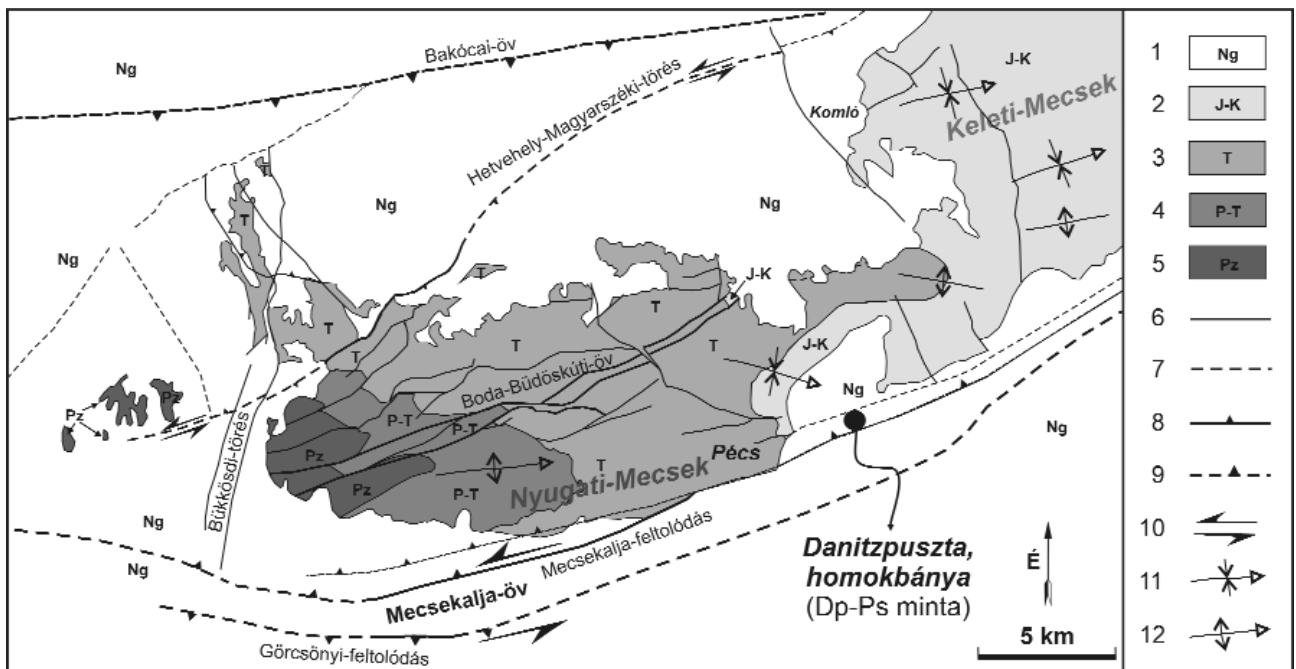 Ng
Bakócai-öv
Hetvehely-Magyarszéki-törés
Komló
J-K
Keleti-Mecsek
T
T
Ng
Ng
Ng
T
J-K
T
T
T
T
T
J-K
Boda-Büdöskúti-öv
Pz
Pz
P-T
P-T
Pz
Pz
P-T
T
Nyugati-Mecsek
Pécs
Ng
Ng
Bükkösdi-törés
Ng
Ng
Mecsekalja-feltolódás
Mecsekalja-öv
Görcsönyi-feltolódás
Danitzpuszta,
homokbánya
(Dp-Ps minta)
É
5 km
1 Ng
2 J-K
3 T
4 P-T
5 Pz
6
7
8
9
10
11
12